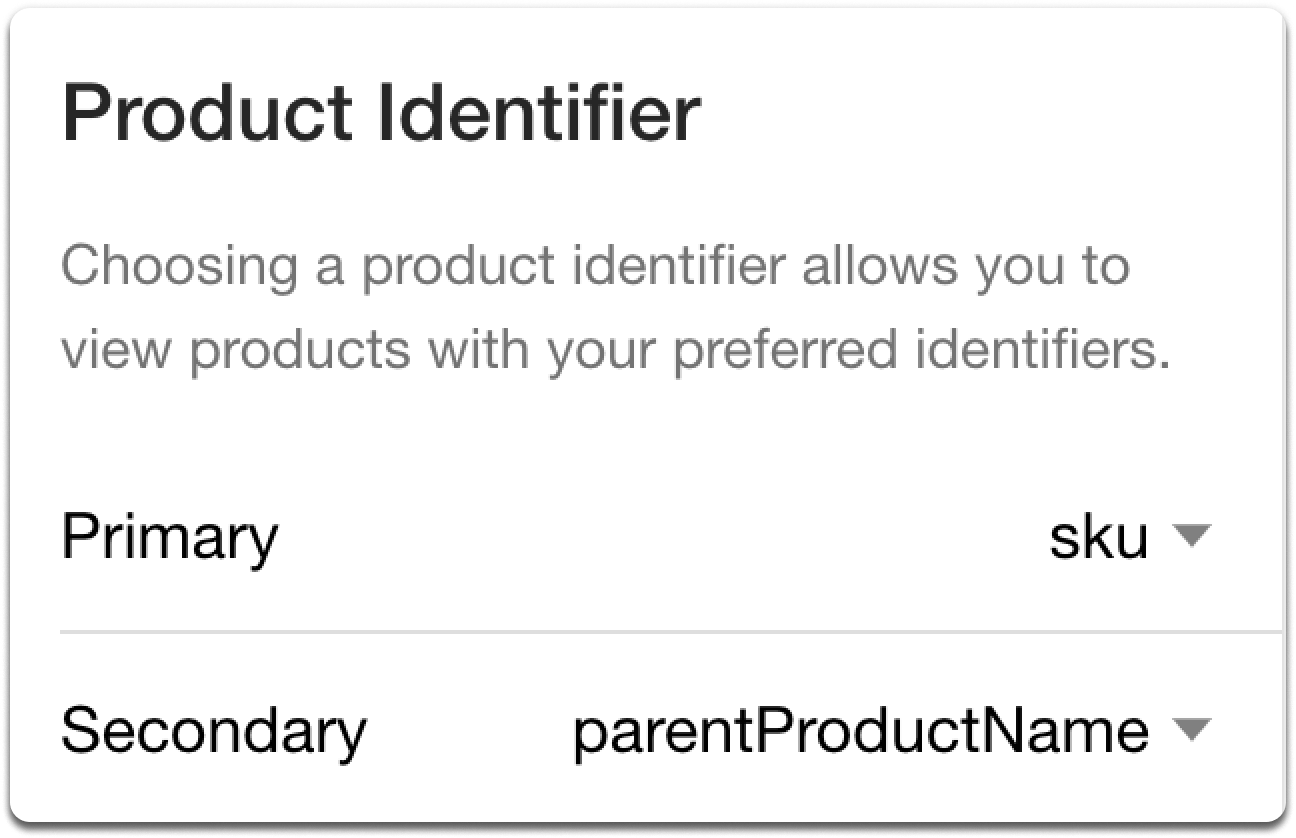 Product Identifier
Choosing a product identifier allows you to
view products with your preferred identifiers.
Primary sku
Secondary parentProductName